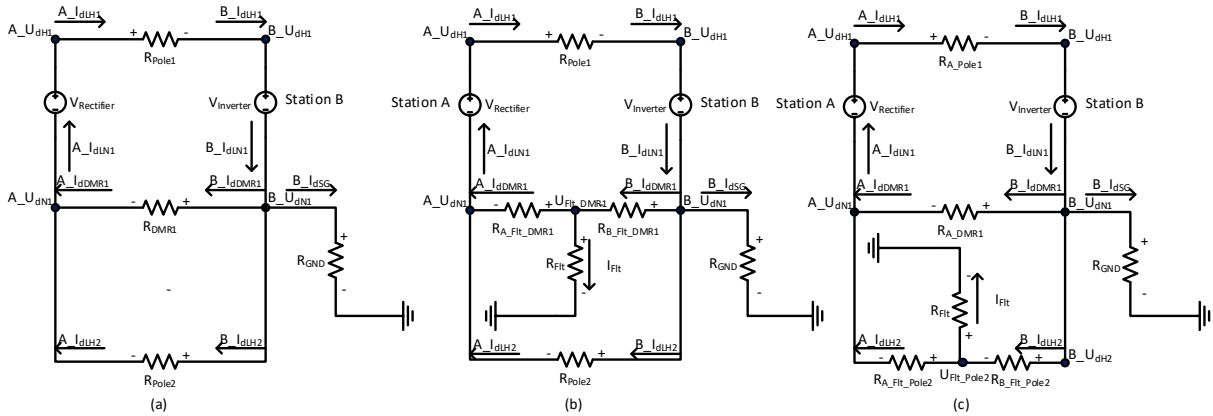 A_IdLH1
B_IdLH1
A_UdH1
+
-
B_UdH1
RPole1
VRectifier
VInverter
Station B
A_IdLN1
B_IdLN1
A_IdDMR1
B_IdDMR1
B_IdSG
A_UdN1
-
+
B_UdN1
RDMR1
+
RGND
-
-
A_IdLH2
B_IdLH2
-
+
RPole2
(a)
A_IdLH1
B_IdLH1
A_UdH1
+
-
B_UdH1
RPole1
Station A
VRectifier
VInverter
Station B
A_IdLN1
B_IdLN1
A_IdDMR1
B_IdDMR1
B_IdSG
A_UdN1
-
+
UFlt_DMR1
-
+
B_UdN1
RA_Flt_DMR1
RB_Flt_DMR1
+
RFlt
IFlt
-
+
RGND
-
A_IdLH2
B_IdLH2
-
+
RPole2
(b)
A_IdLH1
B_IdLH1
A_UdH1
+
-
B_UdH1
RA_Pole1
Station A
VRectifier
VInverter
Station B
A_IdLN1
B_IdLN1
A_IdDMR1
B_IdDMR1
B_IdSG
A_UdN1
-
+
B_UdN1
RA_DMR1
-
RFlt
IFlt
+
+
RGND
-
A_IdLH2
B_IdLH2
-
+
-
+
B_UdH2
RA_Flt_Pole2
UFlt_Pole2
RB_Flt_Pole2
(c)